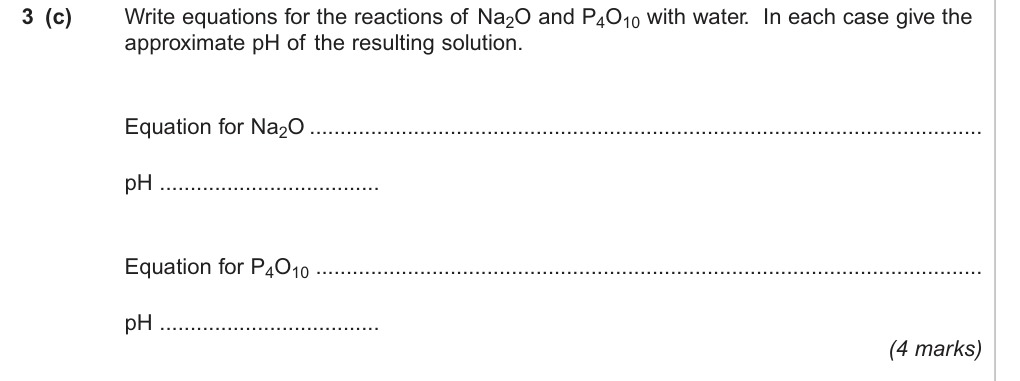 3 (c) Write equations for the reactions of Na₂O and P₄O₁₀ with water. In each case give the
approximate pH of the resulting solution.
Equation for Na₂O ................................................................................................................
pH ....................................
Equation for P₄O₁₀ ..............................................................................................................
pH ....................................
(4 marks)